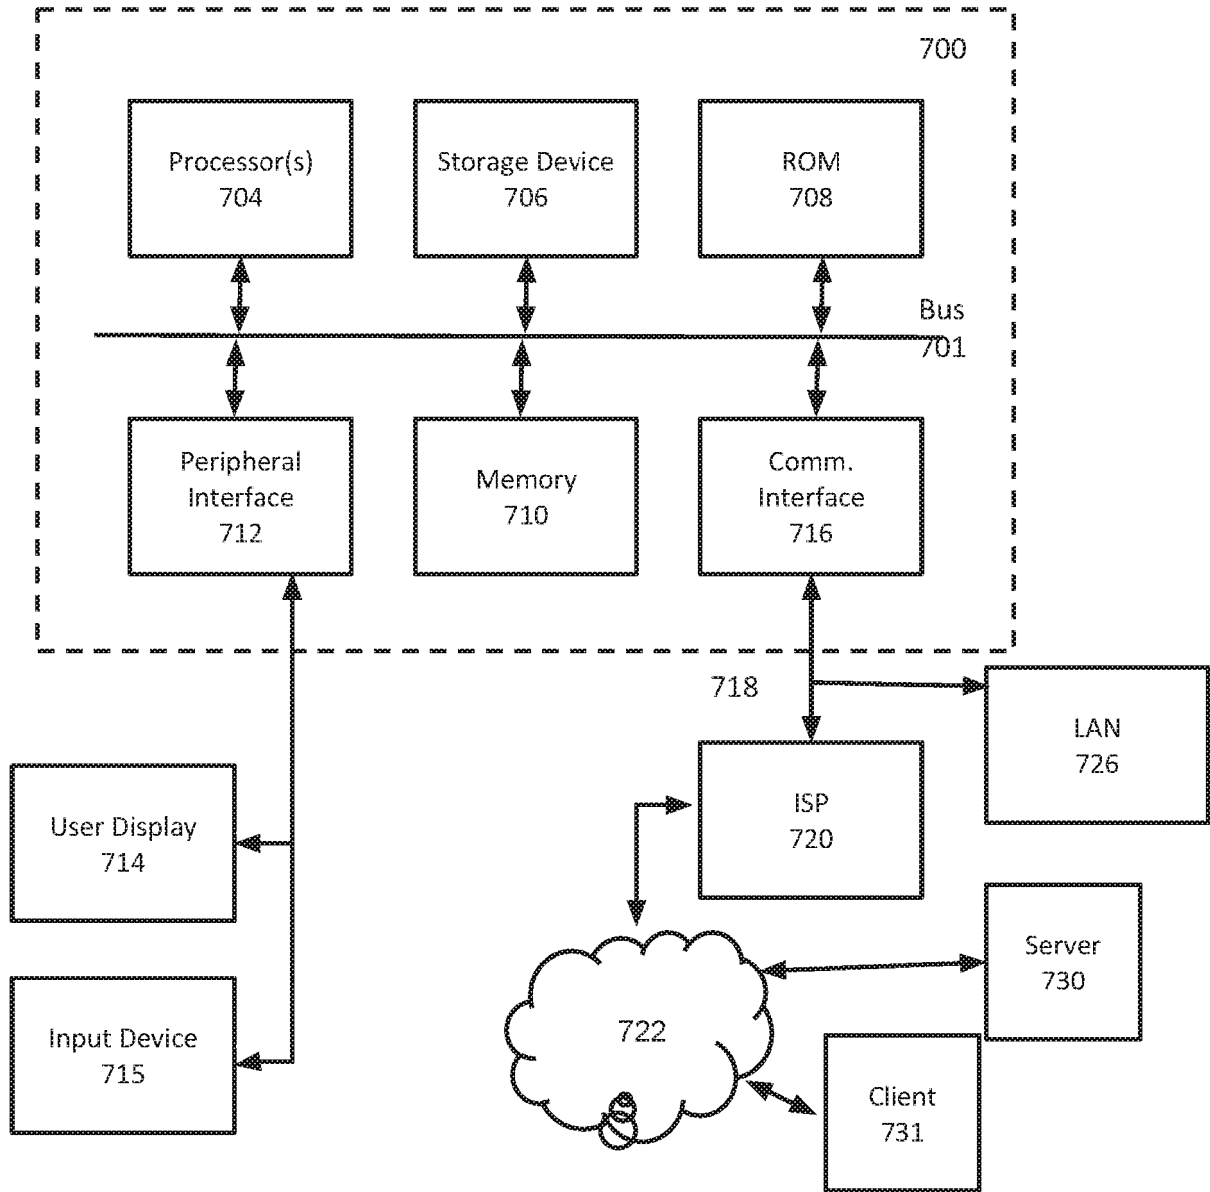 700
Processor(s)
704
Storage Device
706
ROM
708
Bus
701
Peripheral
Interface
712
Memory
710
Comm.
Interface
716
718
LAN
726
User Display
714
ISP
720
Server
730
Input Device
715
722
Client
731